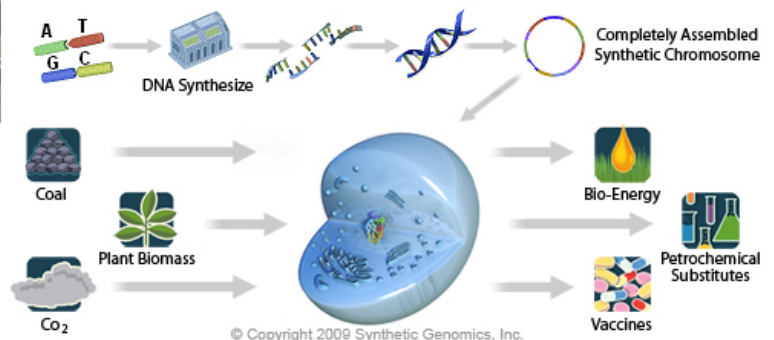 A T
G C
DNA Synthesize
Completely Assembled
Synthetic Chromosome
Coal
Bio-Energy
Plant Biomass
Petrochemical
Substitutes
Co₂
Vaccines
© Copyright 2009 Synthetic Genomics, Inc.